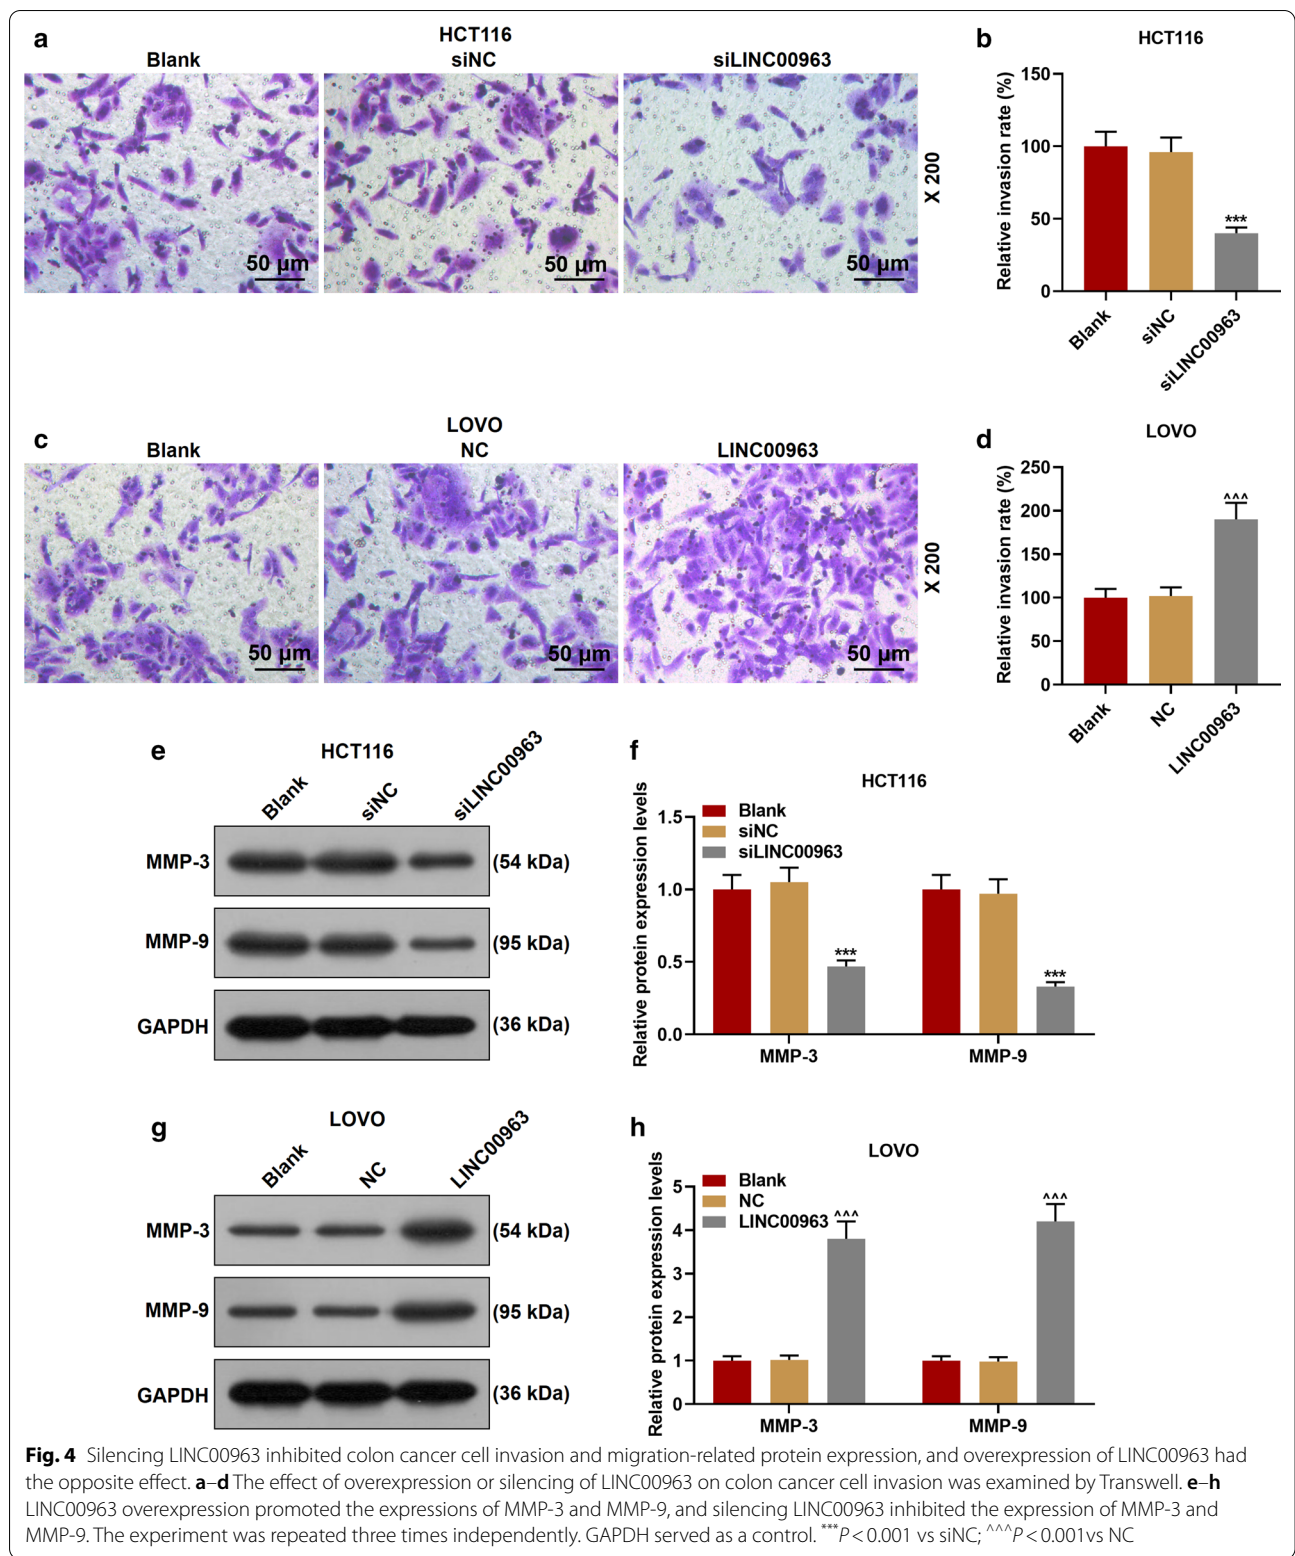 a
HCT116
Blank siNC siLINC00963
50 µm 50 µm 50 µm
X 200
b
HCT116
Relative invasion rate (%)
150
100
50
0
***
Blank siNC siLINC00963
c
LOVO
Blank NC LINC00963
50 µm 50 µm 50 µm
X 200
d
LOVO
Relative invasion rate (%)
250
200
150
100
50
0
^^^
Blank NC LINC00963
e
HCT116
Blank siNC siLINC00963
MMP-3 (54 kDa)
MMP-9 (95 kDa)
GAPDH (36 kDa)
f
HCT116
Relative protein expression levels
1.5
1.0
0.5
0.0
Blank
siNC
siLINC00963
*** ***
MMP-3 MMP-9
g
LOVO
Blank NC LINC00963
MMP-3 (54 kDa)
MMP-9 (95 kDa)
GAPDH (36 kDa)
h
LOVO
Relative protein expression levels
5
4
3
2
1
0
Blank
NC
LINC00963
^^^ ^^^
MMP-3 MMP-9
Fig. 4 Silencing LINC00963 inhibited colon cancer cell invasion and migration-related protein expression, and overexpression of LINC00963 had
the opposite effect. a–d The effect of overexpression or silencing of LINC00963 on colon cancer cell invasion was examined by Transwell. e–h
LINC00963 overexpression promoted the expressions of MMP-3 and MMP-9, and silencing LINC00963 inhibited the expression of MMP-3 and
MMP-9. The experiment was repeated three times independently. GAPDH served as a control. ***P < 0.001 vs siNC; ^^^P < 0.001vs NC